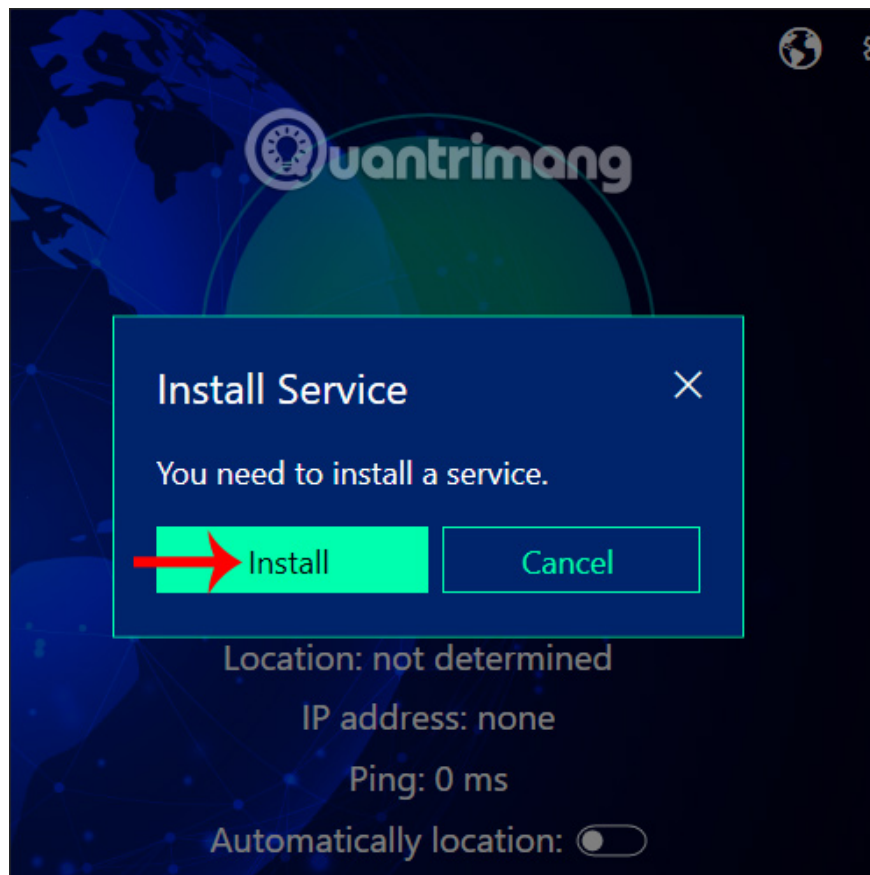 Quantrimang
Install Service
You need to install a service.
Install
Cancel
Location: not determined
IP address: none
Ping: 0 ms
Automatically location: